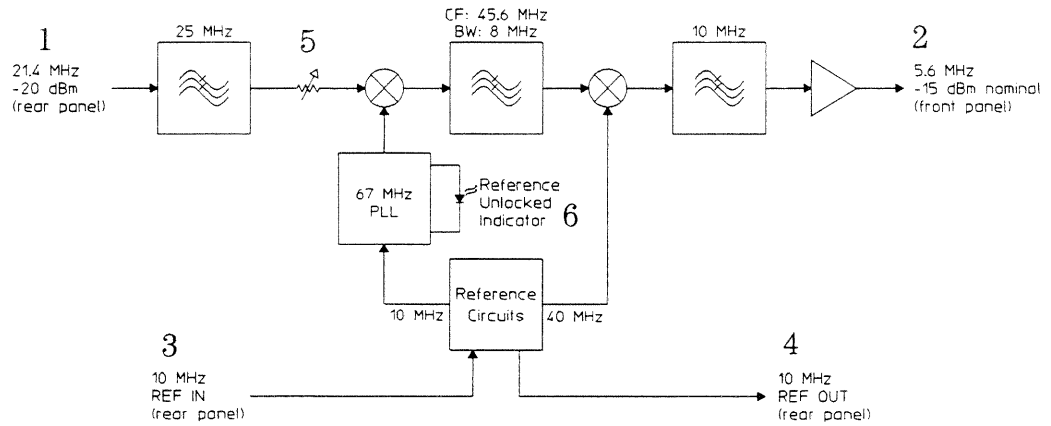 1
21.4 MHz
-20 dBm
(rear panel)
25 MHz
5
CF: 45.6 MHz
BW: 8 MHz
10 MHz
2
5.6 MHz
-15 dBm nominal
(front panel)
67 MHz
PLL
Reference
Unlocked
Indicator
6
Reference
Circuits
10 MHz
40 MHz
3
10 MHz
REF IN
(rear panel)
4
10 MHz
REF OUT
(rear panel)